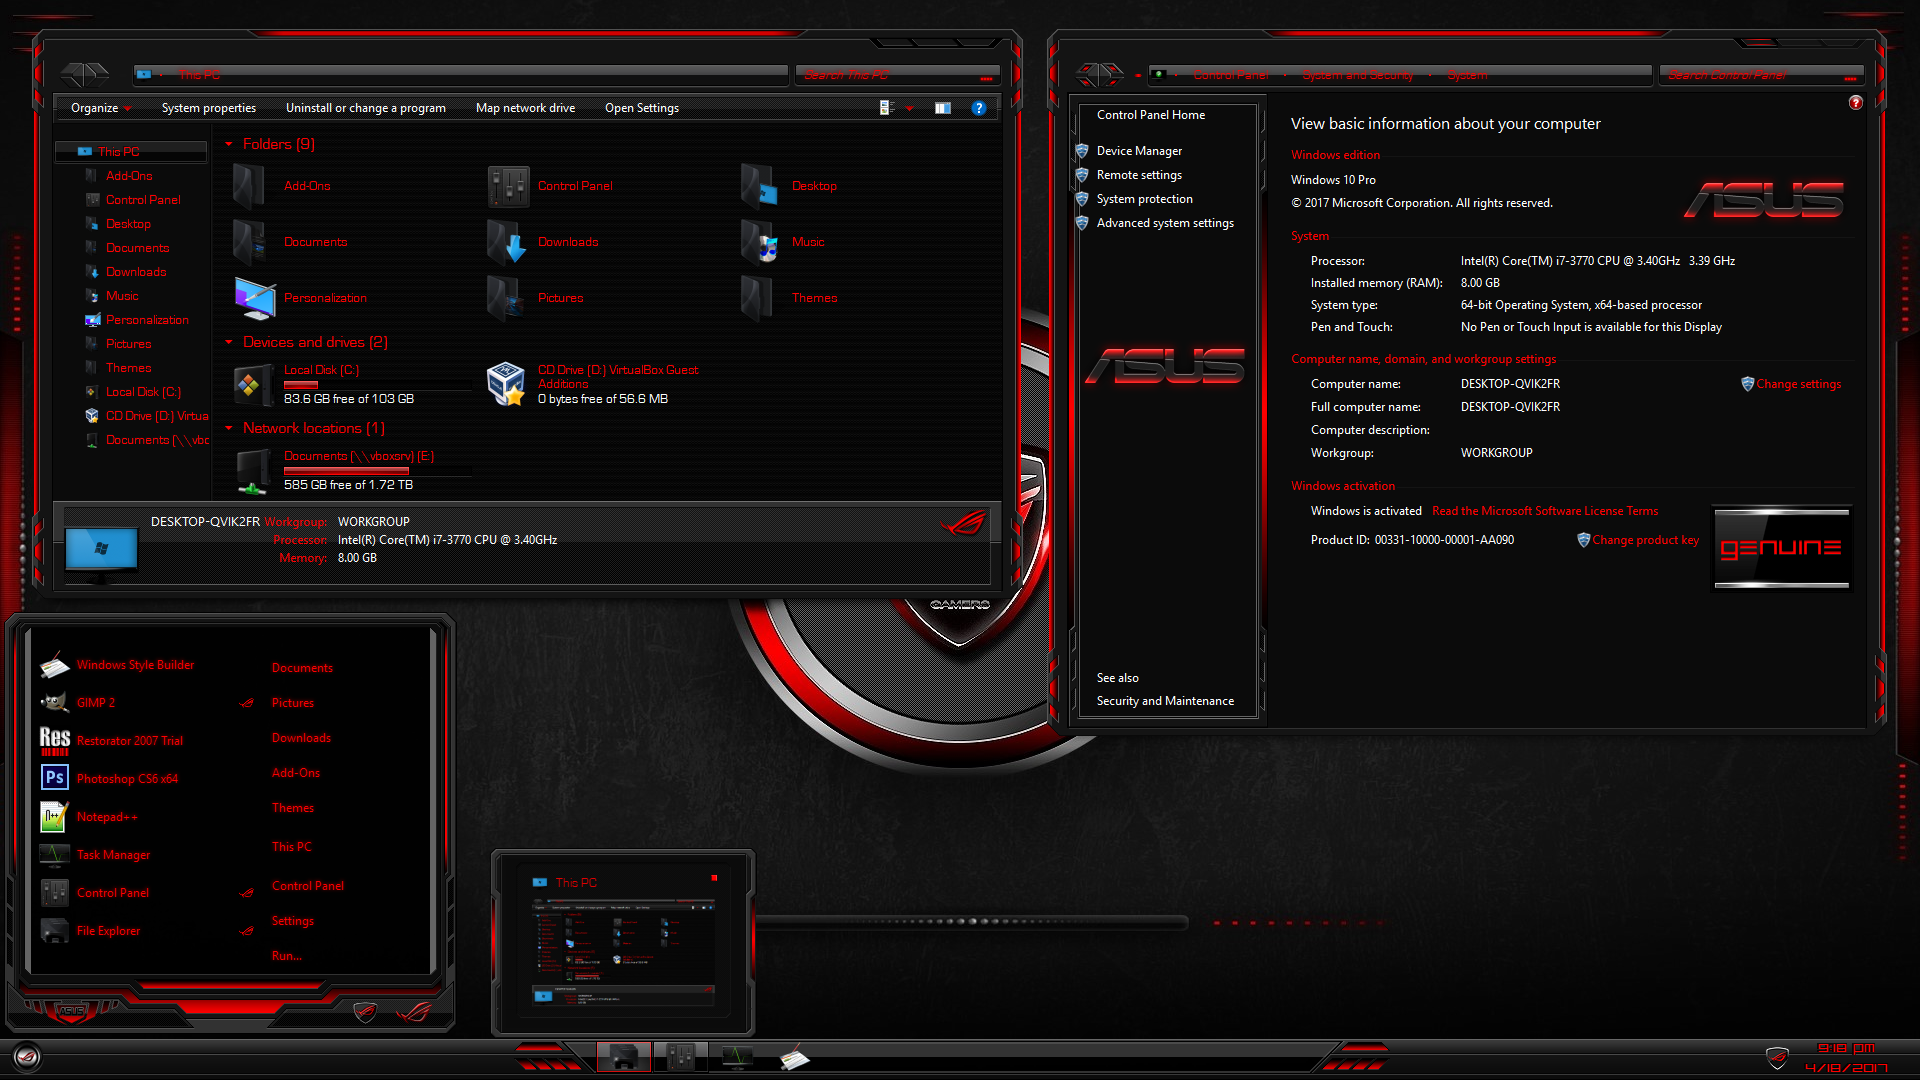 This PC
Search This PC
Organize
System properties
Uninstall or change a program
Map network drive
Open Settings
This PC
Add-Ons
Control Panel
Desktop
Documents
Downloads
Music
Personalization
Pictures
Themes
Local Disk (C:)
CD Drive (D:) Virtua
Documents (\\vbc
Folders (9)
Add-Ons
Control Panel
Desktop
Documents
Downloads
Music
Personalization
Pictures
Themes
Devices and drives (2)
Local Disk (C:)
83.6 GB free of 103 GB
CD Drive (D:) VirtualBox Guest
Additions
0 bytes free of 56.6 MB
Network locations (1)
Documents (\\vboxsrv) (E:)
585 GB free of 1.72 TB
DESKTOP-QVIK2FR Workgroup: WORKGROUP
Processor: Intel(R) Core(TM) i7-3770 CPU @ 3.40GHz
Memory: 8.00 GB
Control Panel
System and Security
System
Search Control Panel
Control Panel Home
Device Manager
Remote settings
System protection
Advanced system settings
ASUS
See also
Security and Maintenance
View basic information about your computer
Windows edition
Windows 10 Pro
© 2017 Microsoft Corporation. All rights reserved.
ASUS
System
Processor: Intel(R) Core(TM) i7-3770 CPU @ 3.40GHz 3.39 GHz
Installed memory (RAM): 8.00 GB
System type: 64-bit Operating System, x64-based processor
Pen and Touch: No Pen or Touch Input is available for this Display
Computer name, domain, and workgroup settings
Computer name: DESKTOP-QVIK2FR
Change settings
Full computer name: DESKTOP-QVIK2FR
Computer description:
Workgroup: WORKGROUP
Windows activation
Windows is activated Read the Microsoft Software License Terms
Product ID: 00331-10000-00001-AA090
Change product key
genuine
GAMERS
Windows Style Builder
GIMP 2
Res
Restorator 2007 Trial
Ps
Photoshop CS6 x64
Notepad++
Task Manager
Control Panel
File Explorer
Documents
Pictures
Downloads
Add-Ons
Themes
This PC
Control Panel
Settings
Run...
ASUS
This PC
9:18 PM
4/18/2017